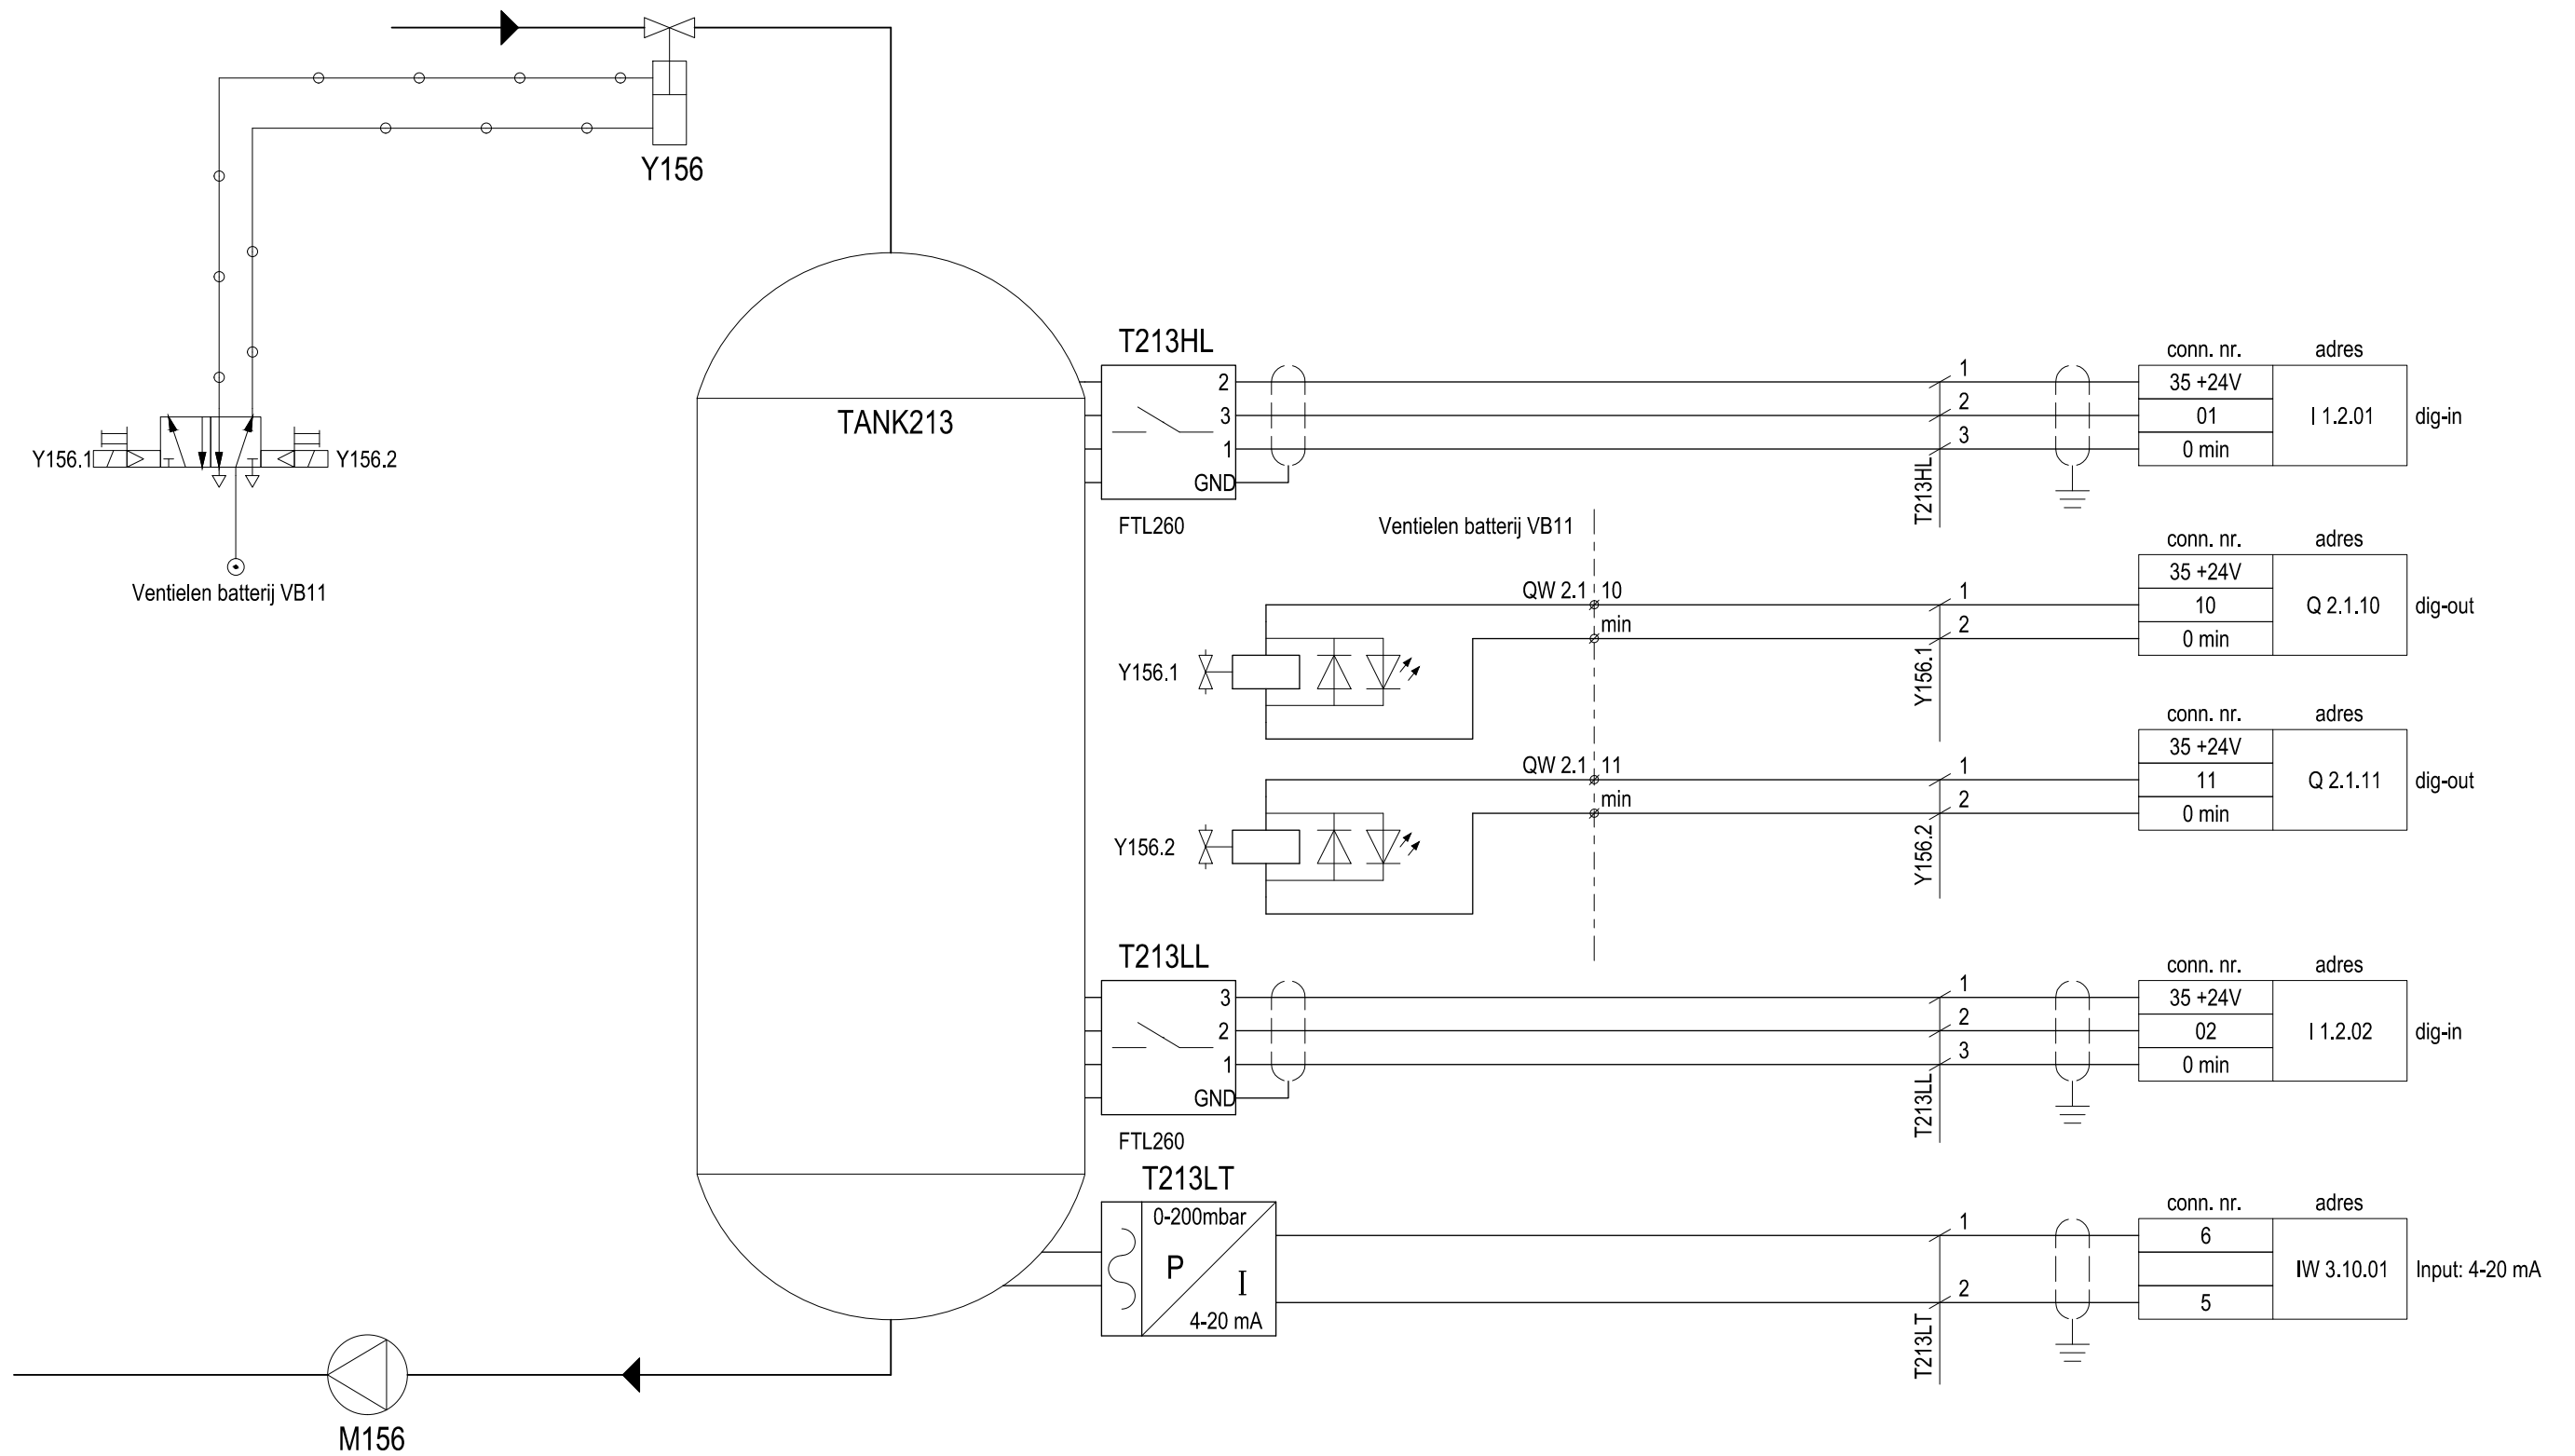 Y156
Y156.1
Y156.2
Ventielen batterij VB11
TANK213
M156
T213HL
2
3
1
GND
FTL260
1
2
3
T213HL
conn. nr. adres
35 +24V
01 I 1.2.01 dig-in
0 min
Ventielen batterij VB11
QW 2.1 10
min
Y156.1
1
2
Y156.1
conn. nr. adres
35 +24V
10 Q 2.1.10 dig-out
0 min
QW 2.1 11
min
Y156.2
1
2
Y156.2
conn. nr. adres
35 +24V
11 Q 2.1.11 dig-out
0 min
T213LL
3
2
1
GND
FTL260
1
2
3
T213LL
conn. nr. adres
35 +24V
02 I 1.2.02 dig-in
0 min
T213LT
0-200mbar
P
I
4-20 mA
1
2
T213LT
conn. nr. adres
6
IW 3.10.01 Input: 4-20 mA
5